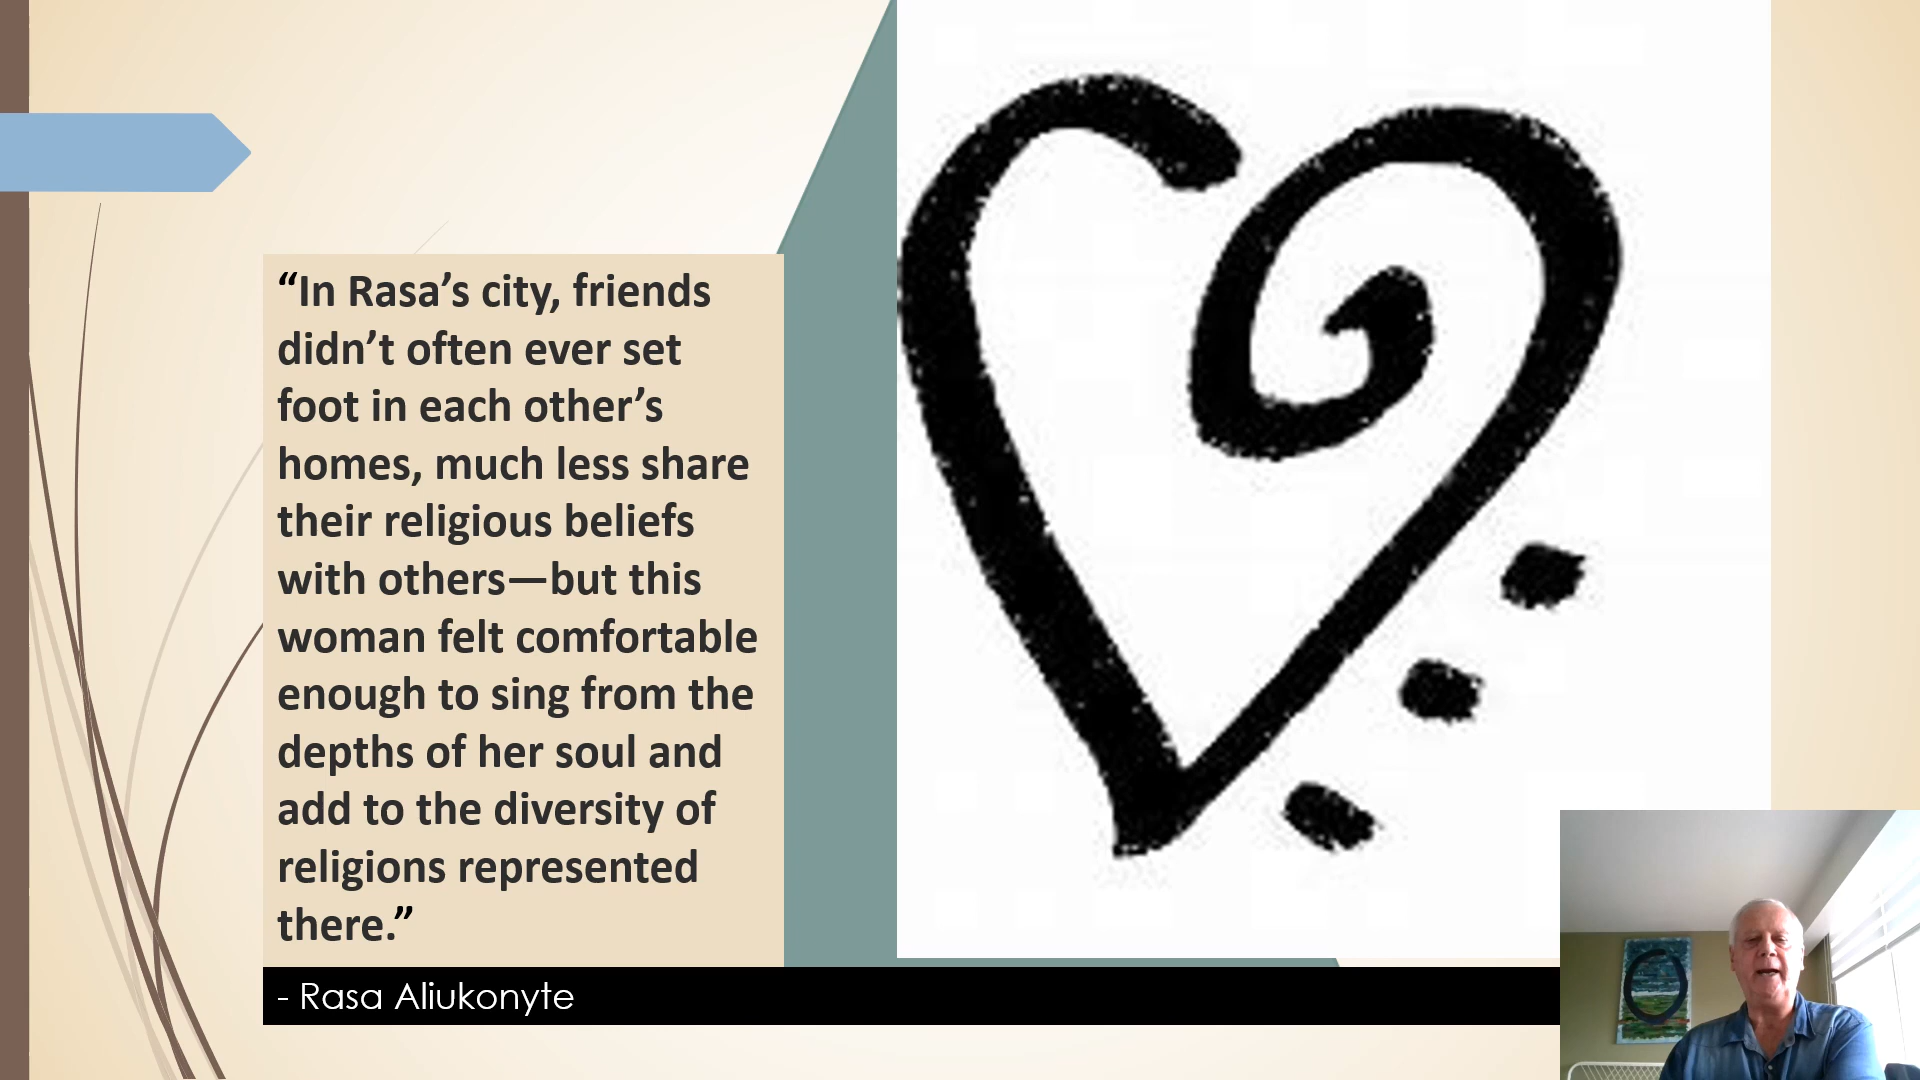 “In Rasa’s city, friends
didn’t often ever set
foot in each other’s
homes, much less share
their religious beliefs
with others—but this
woman felt comfortable
enough to sing from the
depths of her soul and
add to the diversity of
religions represented
there.”
- Rasa Aliukonyte